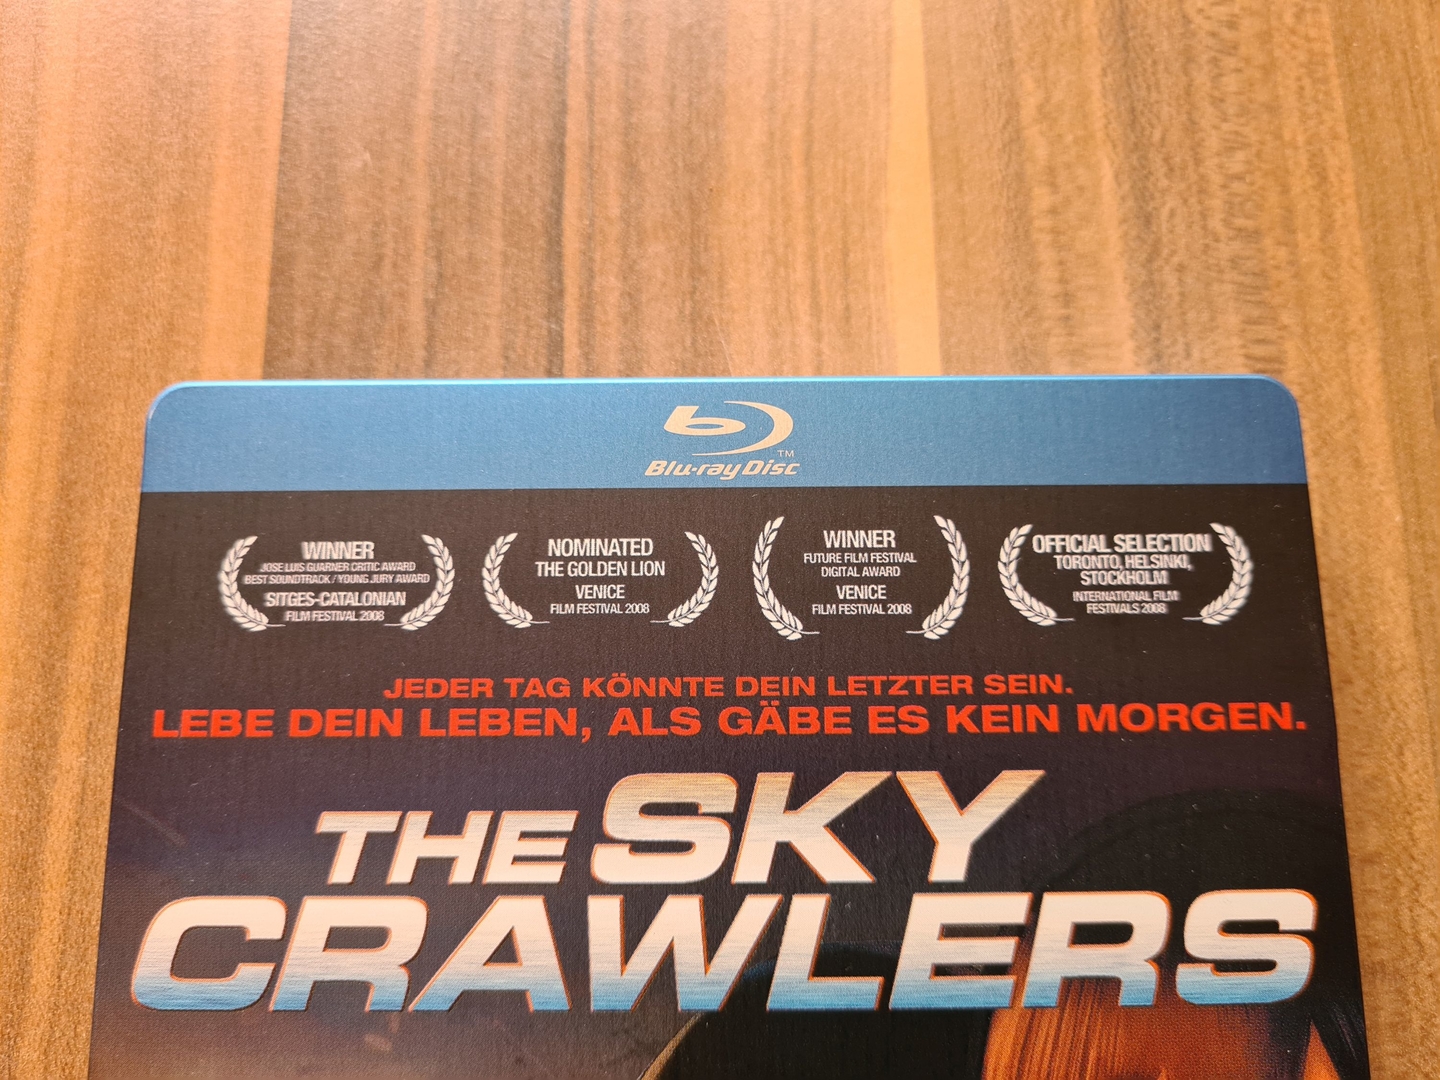 Blu-ray Disc
TM
WINNER
JOSE LUIS GUARNER CRITIC AWARD
BEST SOUNDTRACK / YOUNG JURY AWARD
SITGES-CATALONIAN
FILM FESTIVAL 2008
NOMINATED
THE GOLDEN LION
VENICE
FILM FESTIVAL 2008
WINNER
FUTURE FILM FESTIVAL
DIGITAL AWARD
VENICE
FILM FESTIVAL 2008
OFFICIAL SELECTION
TORONTO, HELSINKI,
STOCKHOLM
INTERNATIONAL FILM
FESTIVALS 2008
JEDER TAG KÖNNTE DEIN LETZTER SEIN.
LEBE DEIN LEBEN, ALS GÄBE ES KEIN MORGEN.
THE SKY
CRAWLERS